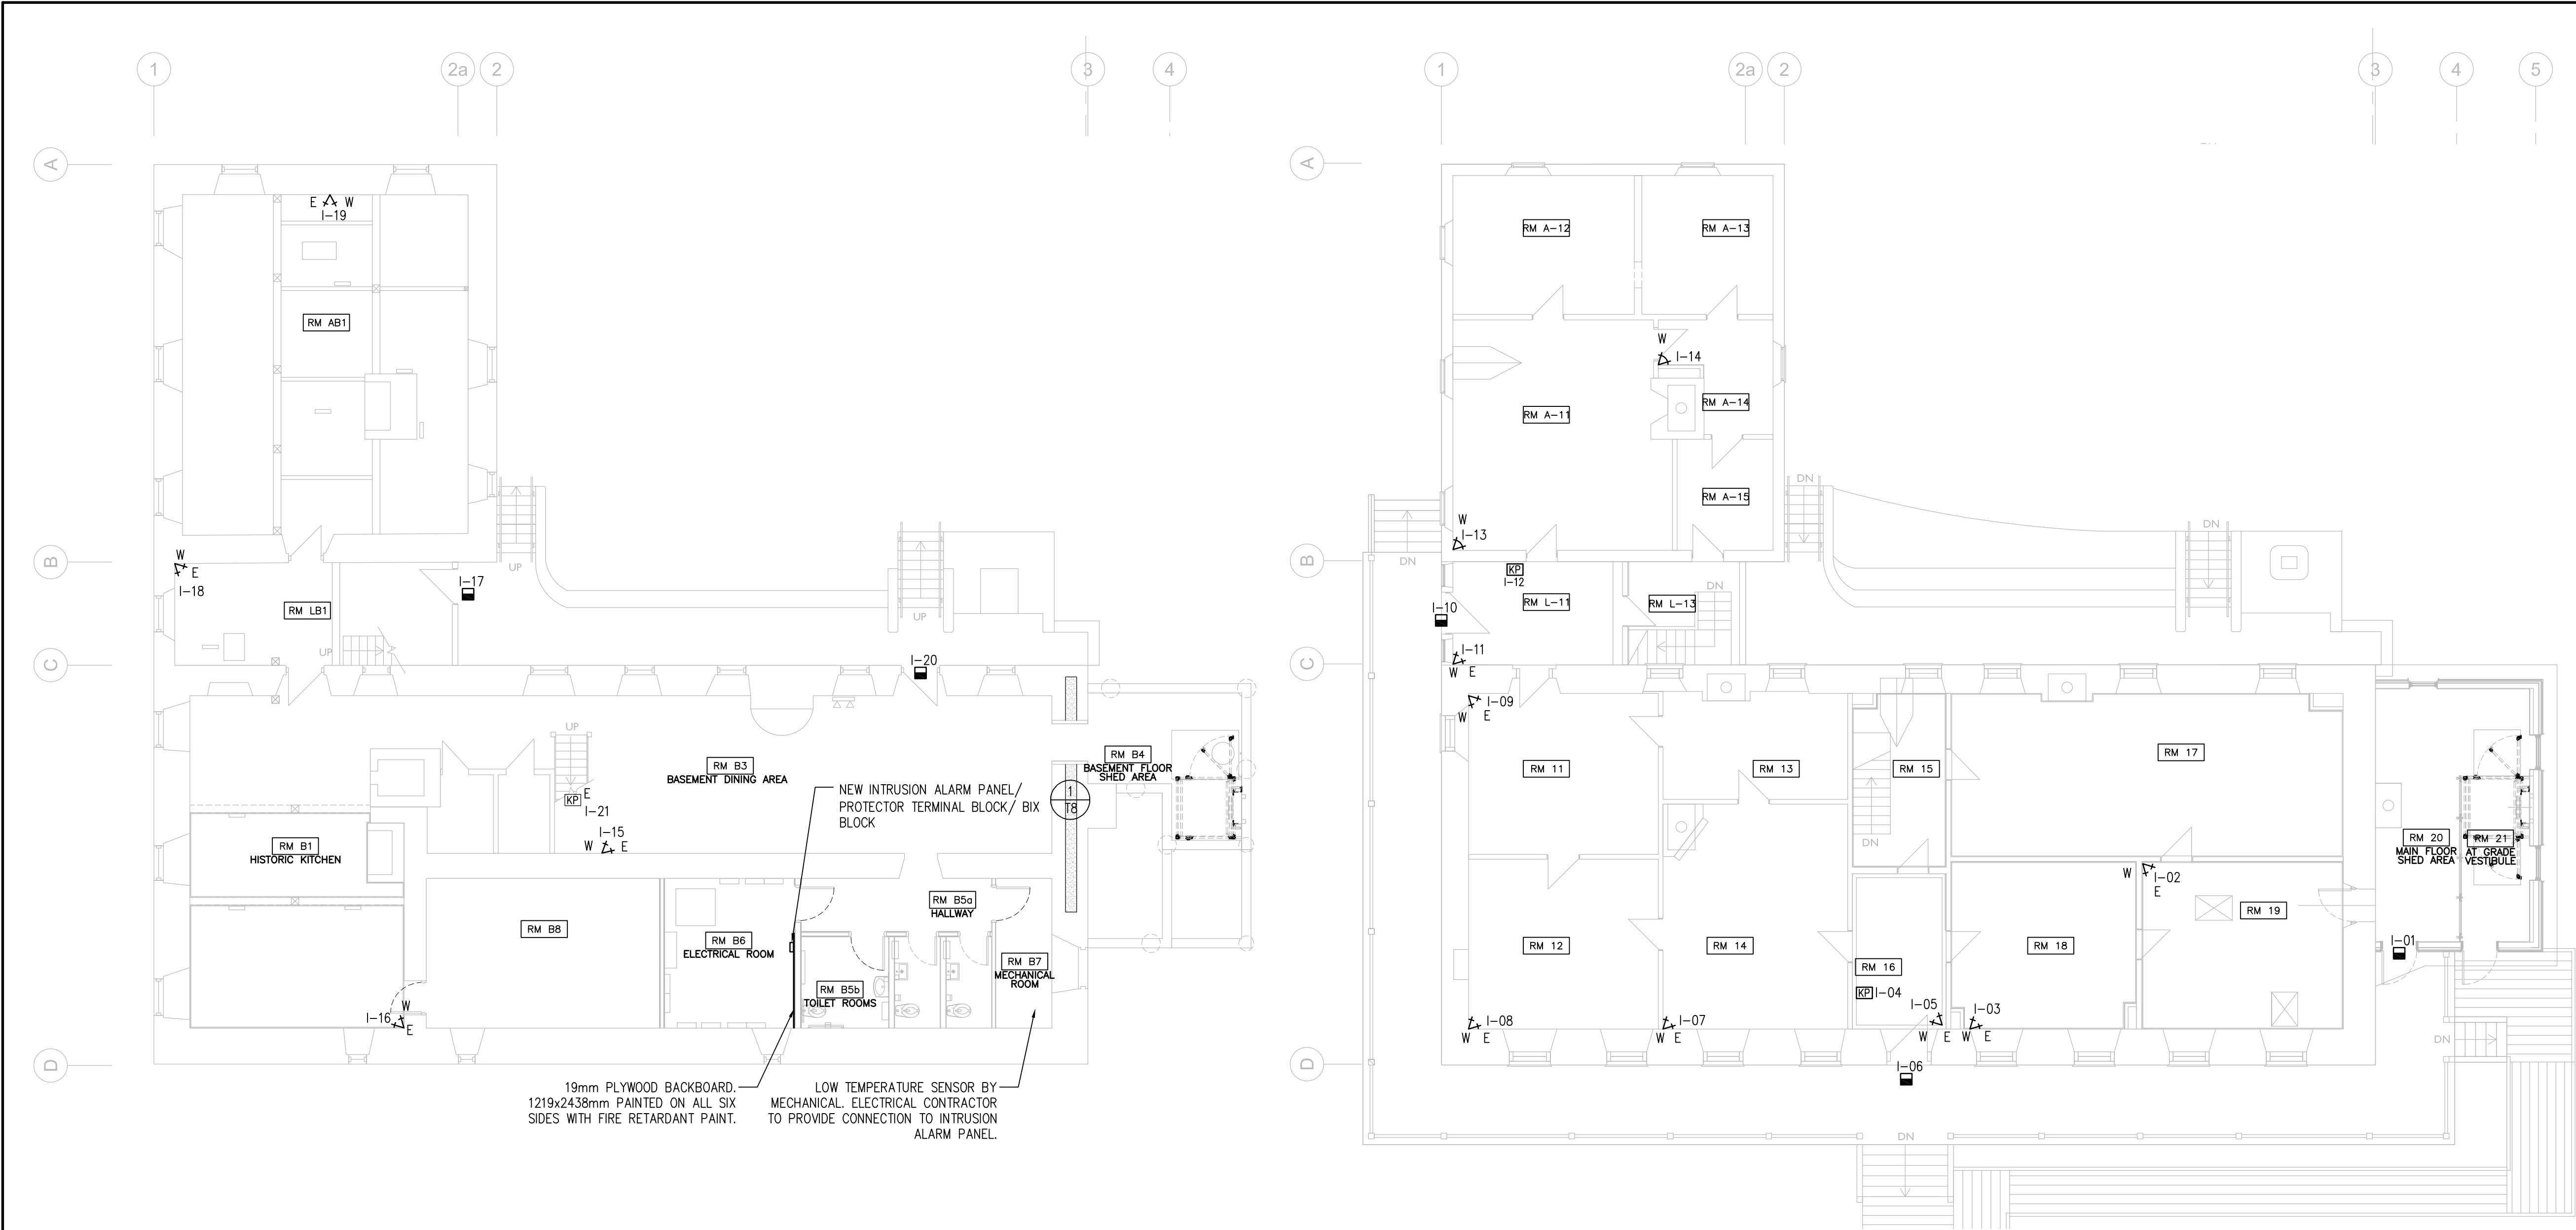 1
2a
2
3
4
A
E
W
I-19
RM AB1
B
W
E
I-18
RM LB1
I-17
UP
UP
UP
C
I-20
UP
RM B3
BASEMENT DINING AREA
RM B4
BASEMENT FLOOR
SHED AREA
NEW INTRUSION ALARM PANEL/
PROTECTOR TERMINAL BLOCK/ BIX
BLOCK
1
T8
KP
E
I-21
I-15
W
E
RM B1
HISTORIC KITCHEN
RM B8
RM B6
ELECTRICAL ROOM
RM B5a
HALLWAY
RM B5b
TOILET ROOMS
RM B7
MECHANICAL
ROOM
I-16
W
E
D
19mm PLYWOOD BACKBOARD.
1219x2438mm PAINTED ON ALL SIX
SIDES WITH FIRE RETARDANT PAINT.
LOW TEMPERATURE SENSOR BY
MECHANICAL. ELECTRICAL CONTRACTOR
TO PROVIDE CONNECTION TO INTRUSION
ALARM PANEL.
1
2a
2
3
4
5
A
RM A-12
RM A-13
W
I-14
RM A-11
RM A-14
RM A-15
W
I-13
DN
DN
DN
B
DN
KP
I-12
RM L-11
RM L-13
I-10
I-11
W E
C
I-09
W
E
RM 11
RM 13
RM 15
DN
RM 17
RM 20
MAIN FLOOR
SHED AREA
RM 21
AT GRADE
VESTIBULE
W
I-02
E
RM 12
RM 14
RM 16
KP
I-04
RM 18
RM 19
I-01
I-08
W E
I-07
W E
I-05
W E
I-03
W E
D
I-06
DN
DN